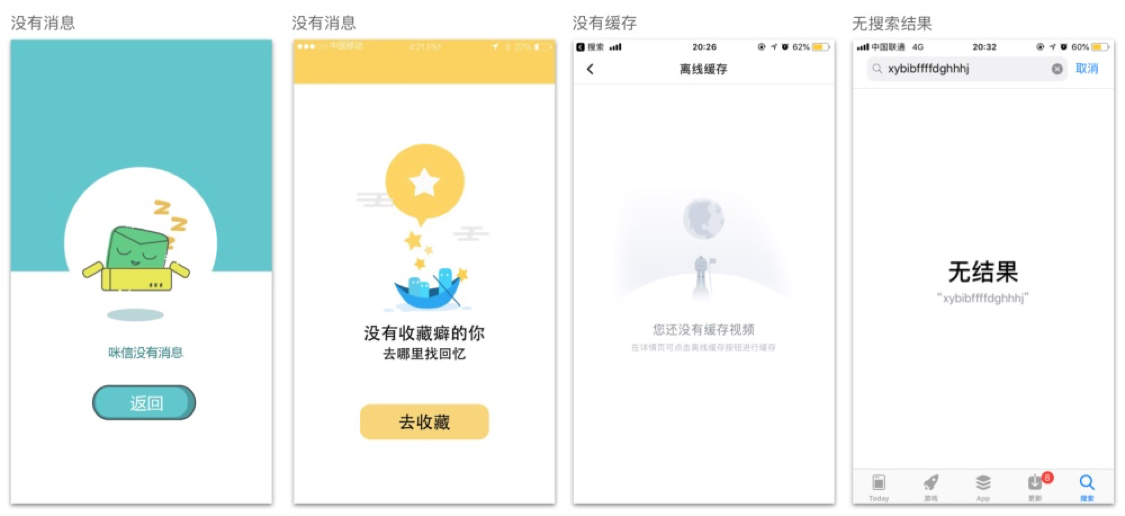 没有消息
没有消息
没有缓存
无搜索结果
Z
Z
Z
咪信没有消息
返回
中国移动
4:21 PM
22%
没有收藏癖的你
去哪里找回忆
去收藏
搜索
20:26
62%
离线缓存
您还没有缓存视频
在详情页可点击离线缓存按钮进行缓存
中国联通 4G
20:32
60%
xybibffffdghhhj
取消
无结果
“xybibffffdghhhj”
8
Today
游戏
App
更新
搜索